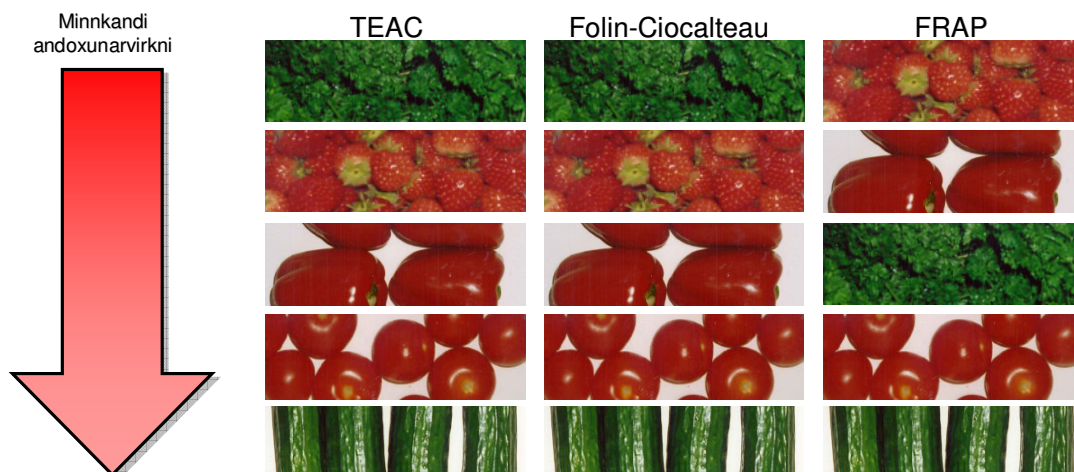 Minnkandi
andoxunarvirkni
TEAC
Folin-Ciocalteau
FRAP